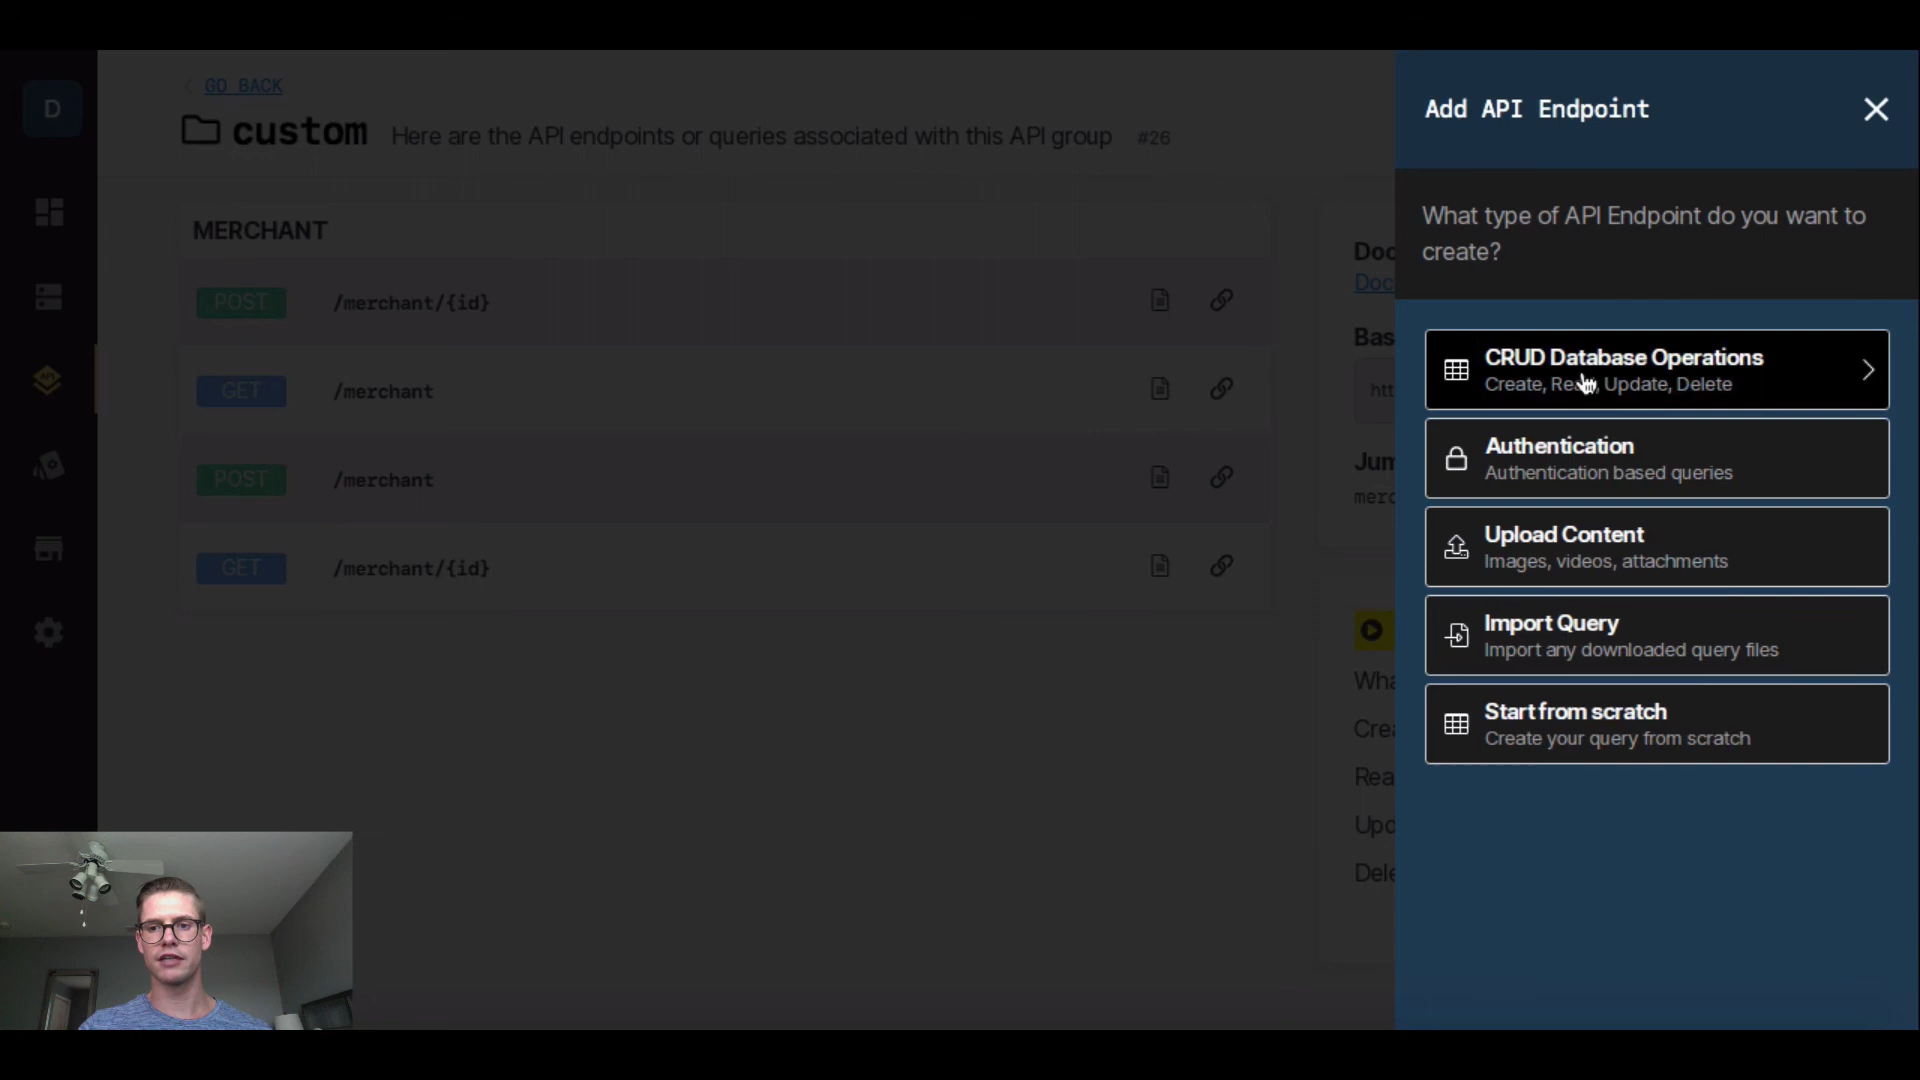 D
GO BACK
custom Here are the API endpoints or queries associated with this API group #26
MERCHANT
POST /merchant/{id}
GET /merchant
POST /merchant
GET /merchant/{id}
API
Doc
Doc
Bas
htt
Jum
merc
Wha
Crea
Rea
Upd
Dele
Add API Endpoint
What type of API Endpoint do you want to
create?
CRUD Database Operations
Create, Read, Update, Delete
Authentication
Authentication based queries
Upload Content
Images, videos, attachments
Import Query
Import any downloaded query files
Start from scratch
Create your query from scratch